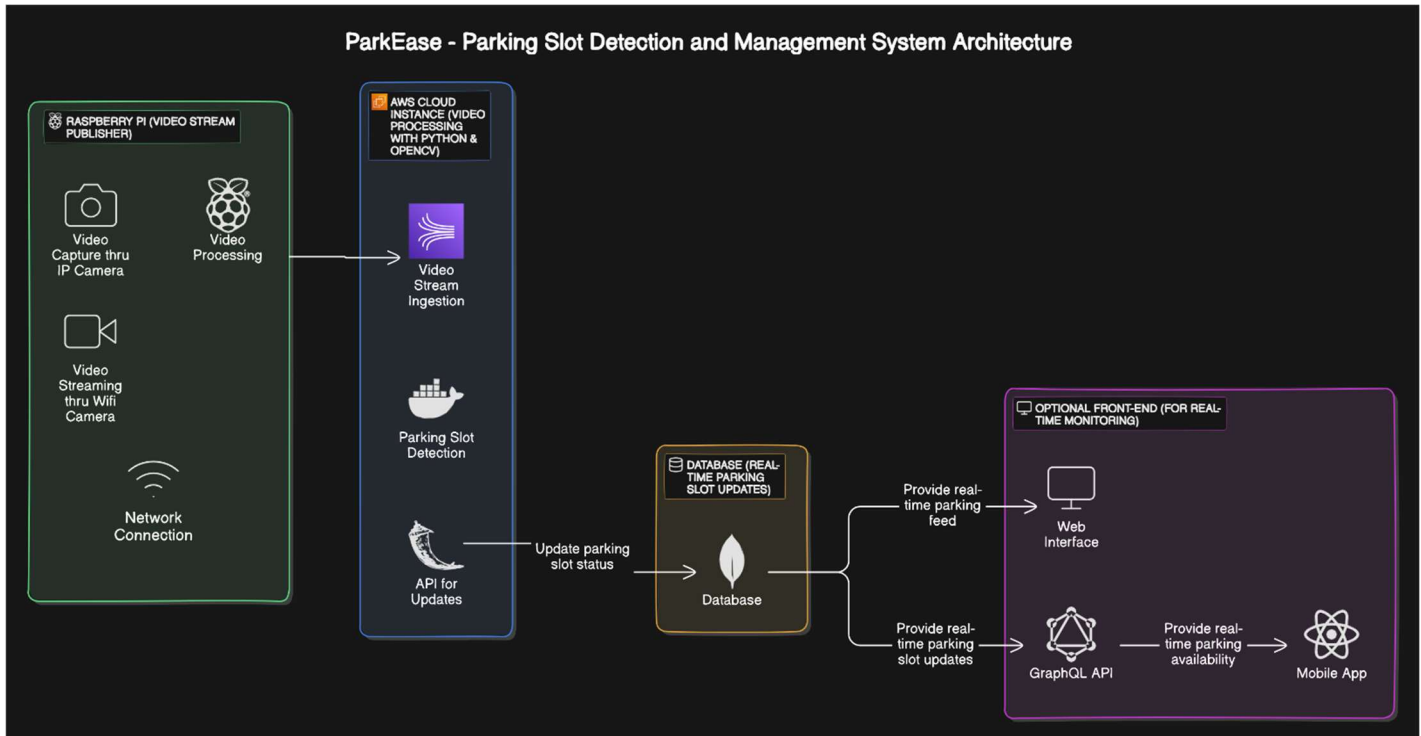 ParkEase - Parking Slot Detection and Management System Architecture
RASPBERRY PI (VIDEO STREAM
PUBLISHER)
Video
Capture thru
IP Camera
Video
Processing
Video
Streaming
thru Wifi
Camera
Network
Connection
AWS CLOUD
INSTANCE (VIDEO
PROCESSING
WITH PYTHON &
OPENCV)
Video
Stream
Ingestion
Parking Slot
Detection
API for
Updates
Update parking
slot status
DATABASE (REAL-
TIME PARKING
SLOT UPDATES)
Database
Provide real-
time parking
feed
Provide real-
time parking
slot updates
OPTIONAL FRONT-END (FOR REAL-
TIME MONITORING)
Web
Interface
GraphQL API
Provide real-
time parking
availability
Mobile App